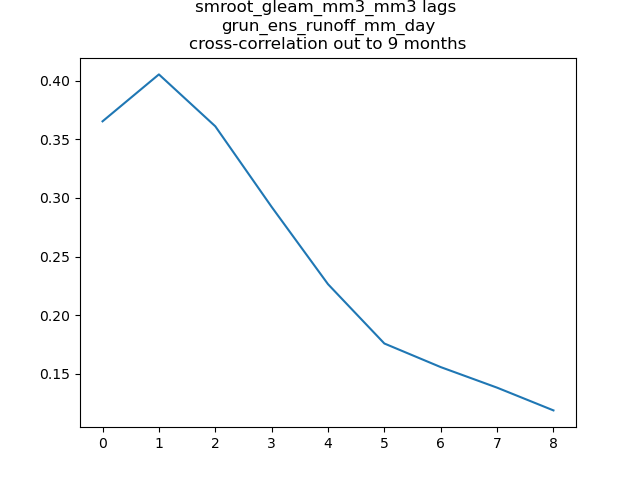 smroot_gleam_mm3_mm3 lags
grun_ens_runoff_mm_day
cross-correlation out to 9 months
0.40
0.35
0.30
0.25
0.20
0.15
0 1 2 3 4 5 6 7 8